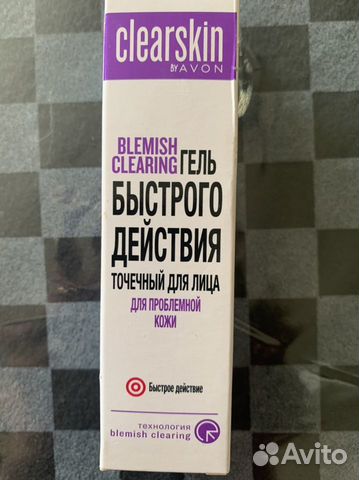 clearskin
BY AVON
BLEMISH
CLEARING ГЕЛЬ
БЫСТРОГО
ДЕЙСТВИЯ
ТОЧЕЧНЫЙ ДЛЯ ЛИЦА
ДЛЯ ПРОБЛЕМНОЙ
КОЖИ
Быстрое действие
технология
blemish clearing
Avito